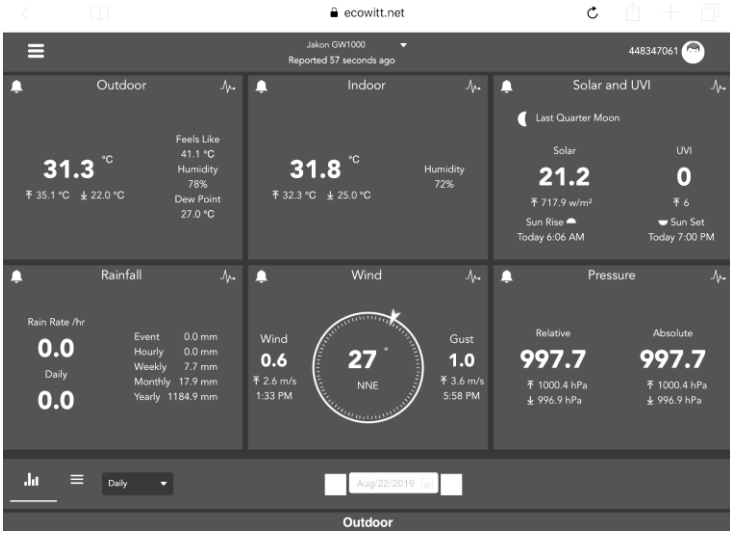 ecowitt.net
Jakon GW1000
Reported 57 seconds ago
448347061
Outdoor
31.3 °C
↑ 35.1 °C ↓ 22.0 °C
Feels Like
41.1 °C
Humidity
78%
Dew Point
27.0 °C
Indoor
31.8 °C
↑ 32.3 °C ↓ 25.0 °C
Humidity
72%
Solar and UVI
Last Quarter Moon
Solar
21.2
↑ 717.9 w/m²
UVI
0
↑ 6
Sun Rise
Today 6:06 AM
Sun Set
Today 7:00 PM
Rainfall
Rain Rate /hr
0.0
Daily
0.0
Event 0.0 mm
Hourly 0.0 mm
Weekly 7.7 mm
Monthly 17.9 mm
Yearly 1184.9 mm
Wind
Wind
0.6
↑ 2.6 m/s
1:33 PM
27 °
NNE
Gust
1.0
↑ 3.6 m/s
5:58 PM
Pressure
Relative
997.7
↑ 1000.4 hPa
↓ 996.9 hPa
Absolute
997.7
↑ 1000.4 hPa
↓ 996.9 hPa
Daily
Aug/22/2019
Outdoor